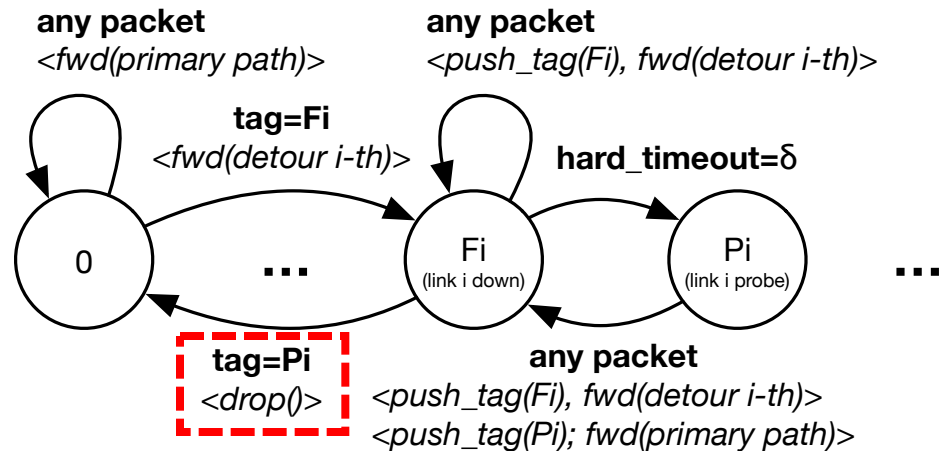 any packet
<fwd(primary path)>
any packet
<push_tag(Fi), fwd(detour i-th)>
tag=Fi
<fwd(detour i-th)>
hard_timeout=δ
0
...
Fi
(link i down)
Pi
(link i probe)
...
tag=Pi
<drop()>
any packet
<push_tag(Fi), fwd(detour i-th)>
<push_tag(Pi); fwd(primary path)>